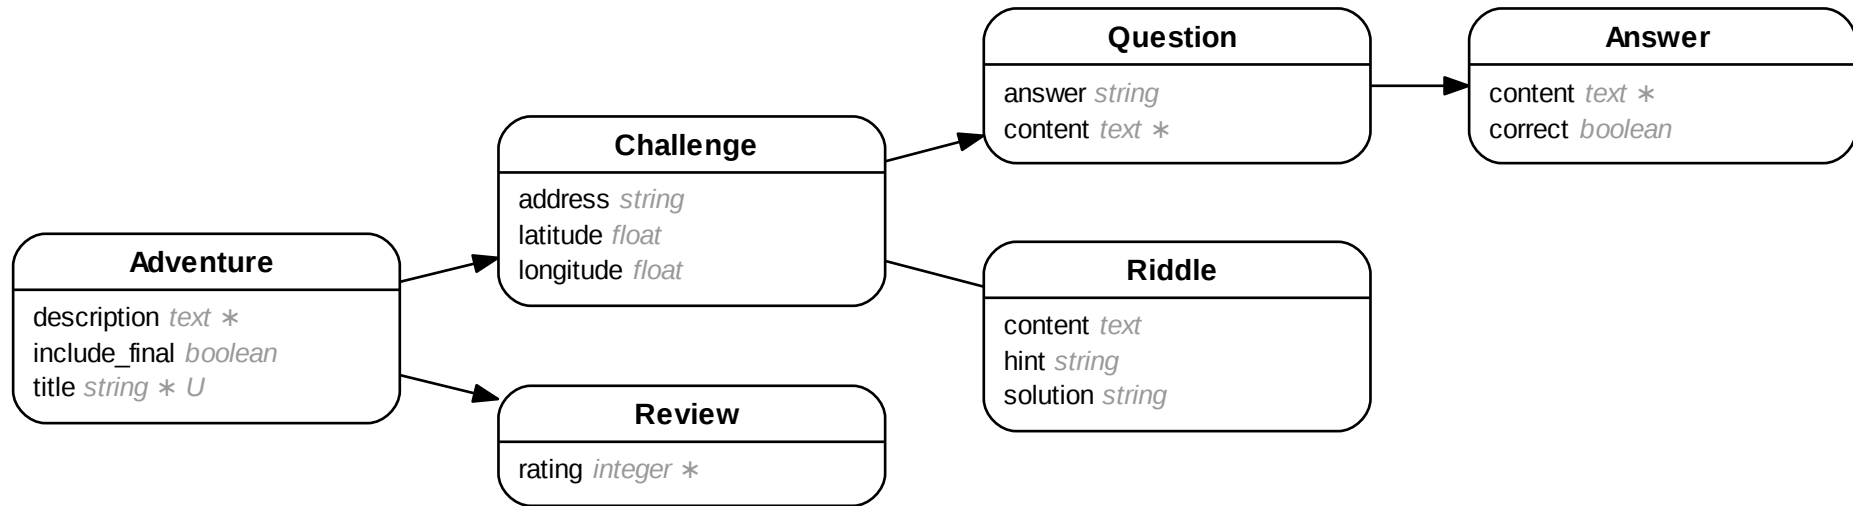 Adventure
description text ∗
include_final boolean
title string ∗ U
Challenge
address string
latitude float
longitude float
Review
rating integer ∗
Question
answer string
content text ∗
Riddle
content text
hint string
solution string
Answer
content text ∗
correct boolean